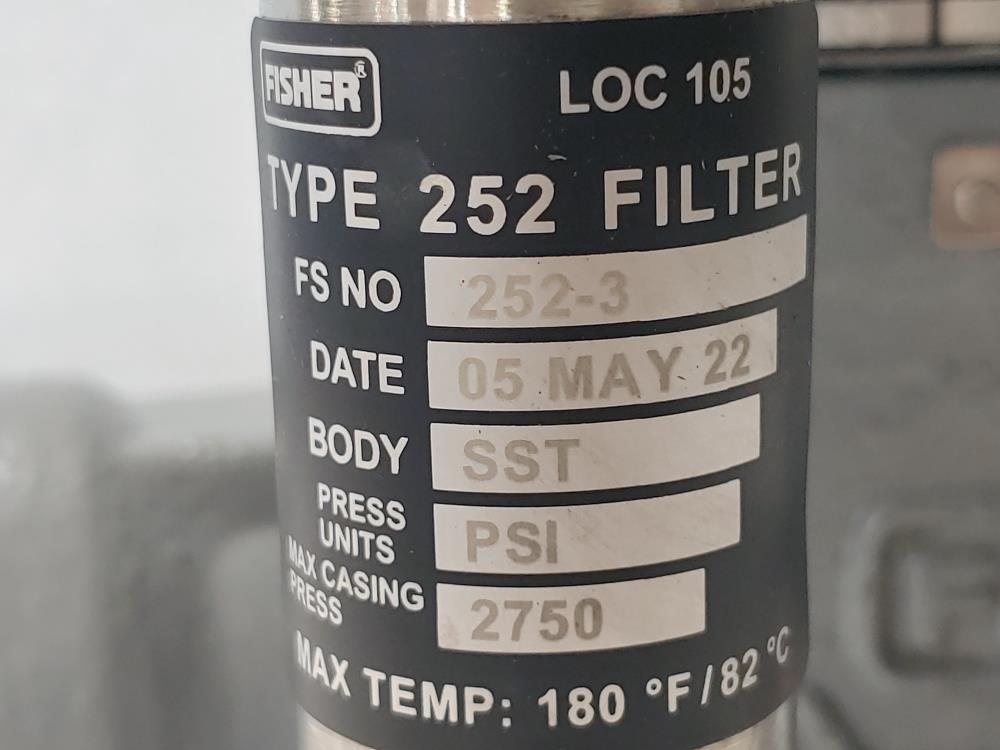 FISHER® LOC 105
TYPE 252 FILTER
FS NO 252-3
DATE 05 MAY 22
BODY SST
PRESS UNITS PSI
MAX CASING PRESS 2750
MAX TEMP: 180 °F/82 °C